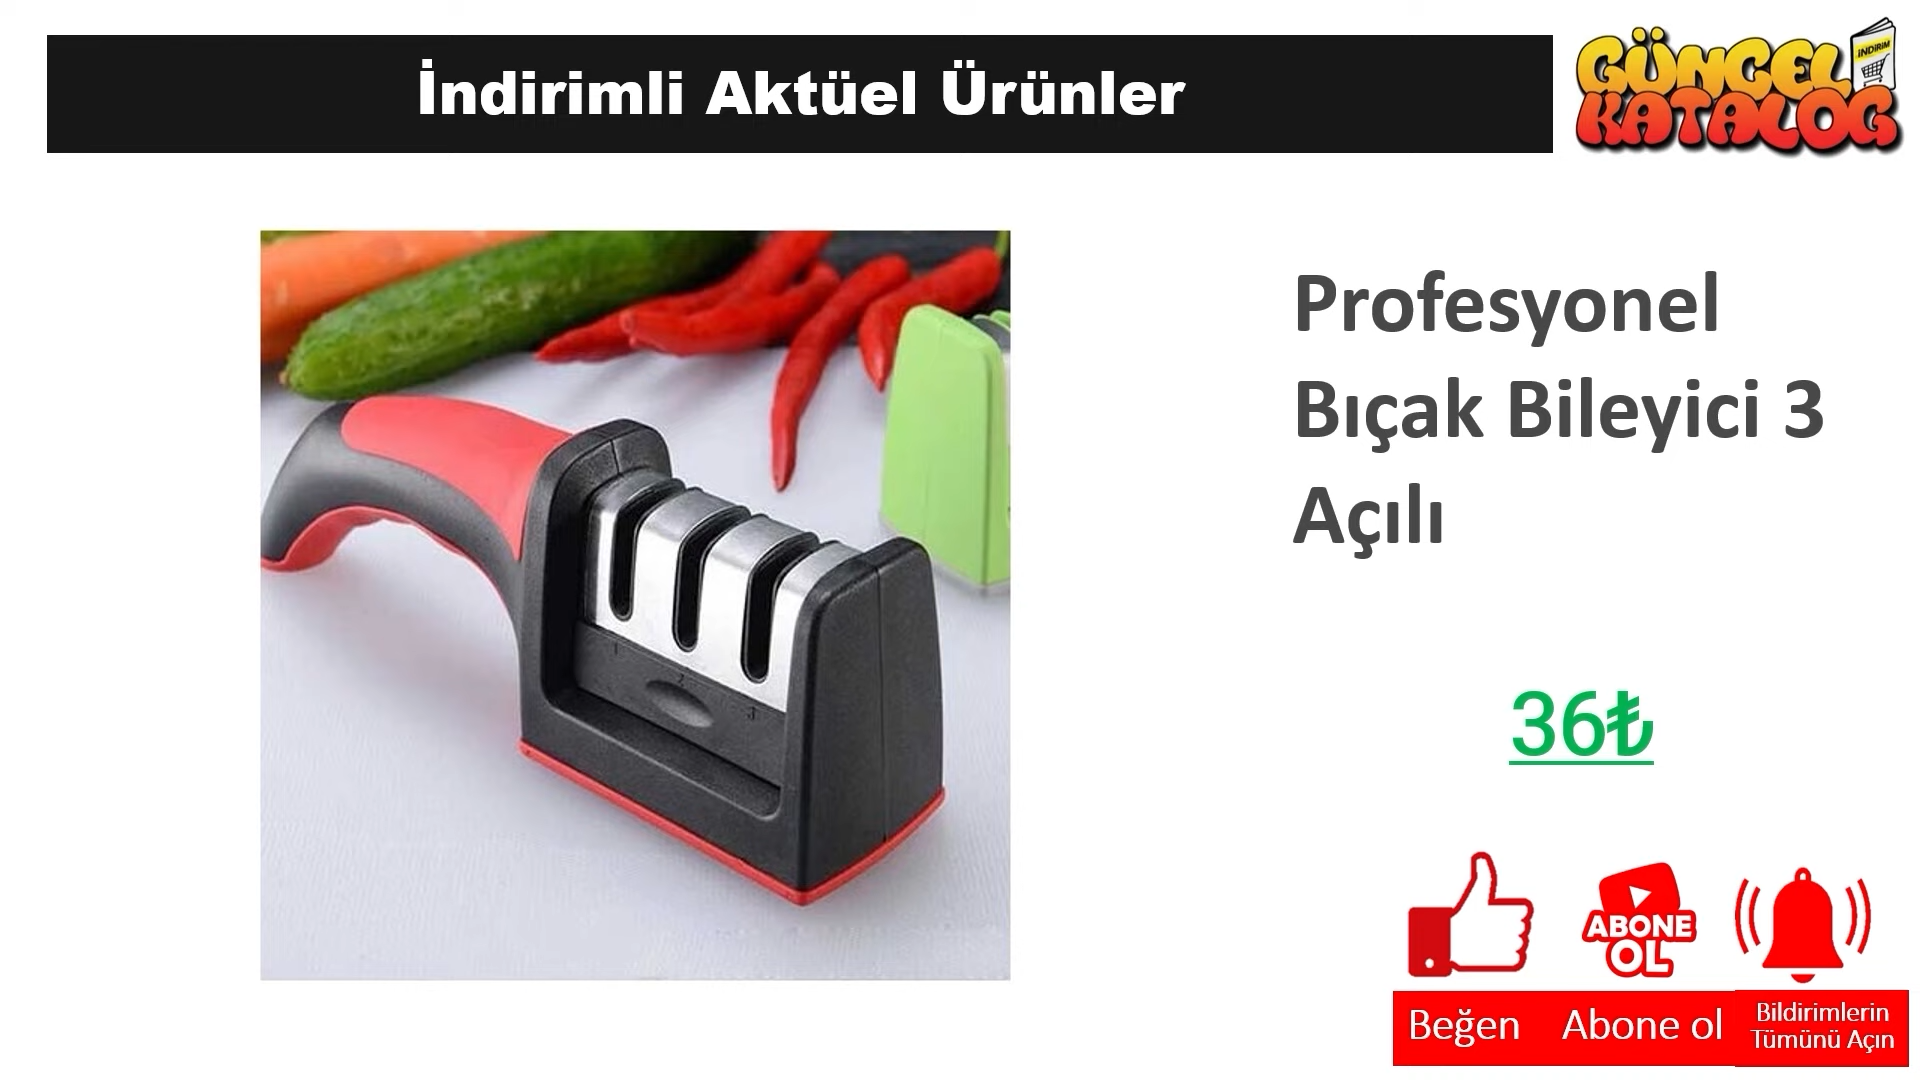 İndirimli Aktüel Ürünler
GÜNCEL
İNDİRİM
KATALOG
Profesyonel
Bıçak Bileyici 3
Açılı
1
2
3
36₺
ABONE
OL
Beğen
Abone ol
Bildirimlerin
Tümünü Açın